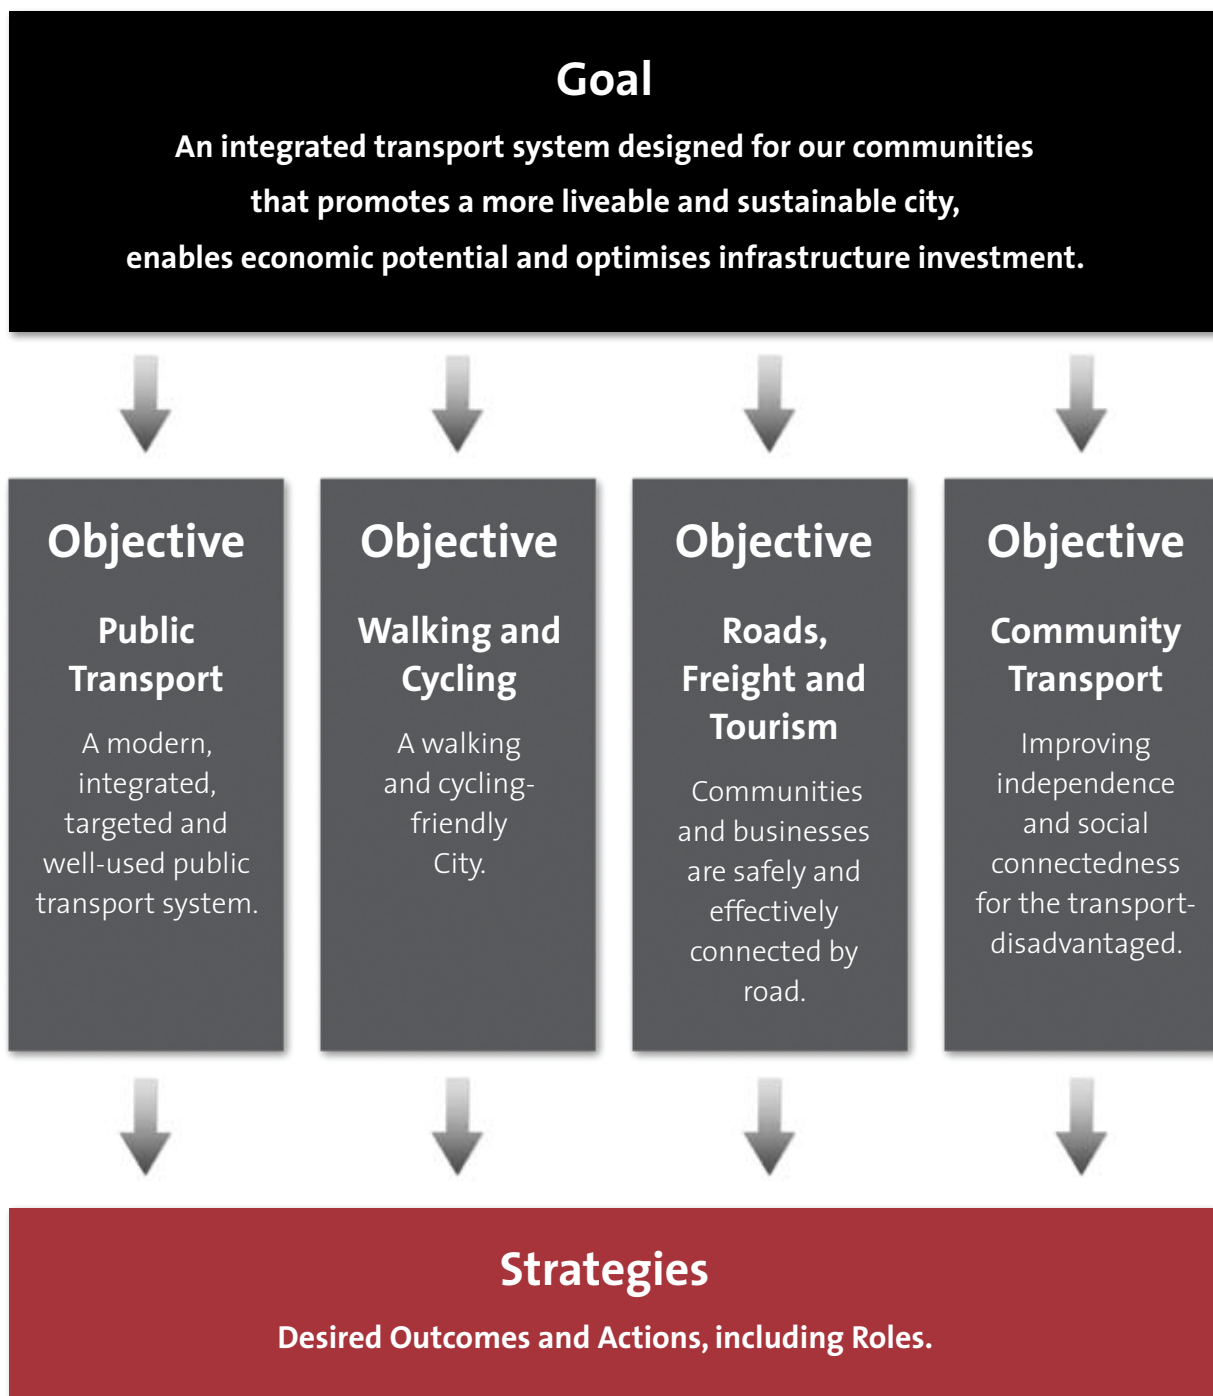 Goal
An integrated transport system designed for our communities
that promotes a more liveable and sustainable city,
enables economic potential and optimises infrastructure investment.
Objective
Public
Transport
A modern,
integrated,
targeted and
well-used public
transport system.
Objective
Walking and
Cycling
A walking
and cycling-
friendly
City.
Objective
Roads,
Freight and
Tourism
Communities
and businesses
are safely and
effectively
connected by
road.
Objective
Community
Transport
Improving
independence
and social
connectedness
for the transport-
disadvantaged.
Strategies
Desired Outcomes and Actions, including Roles.